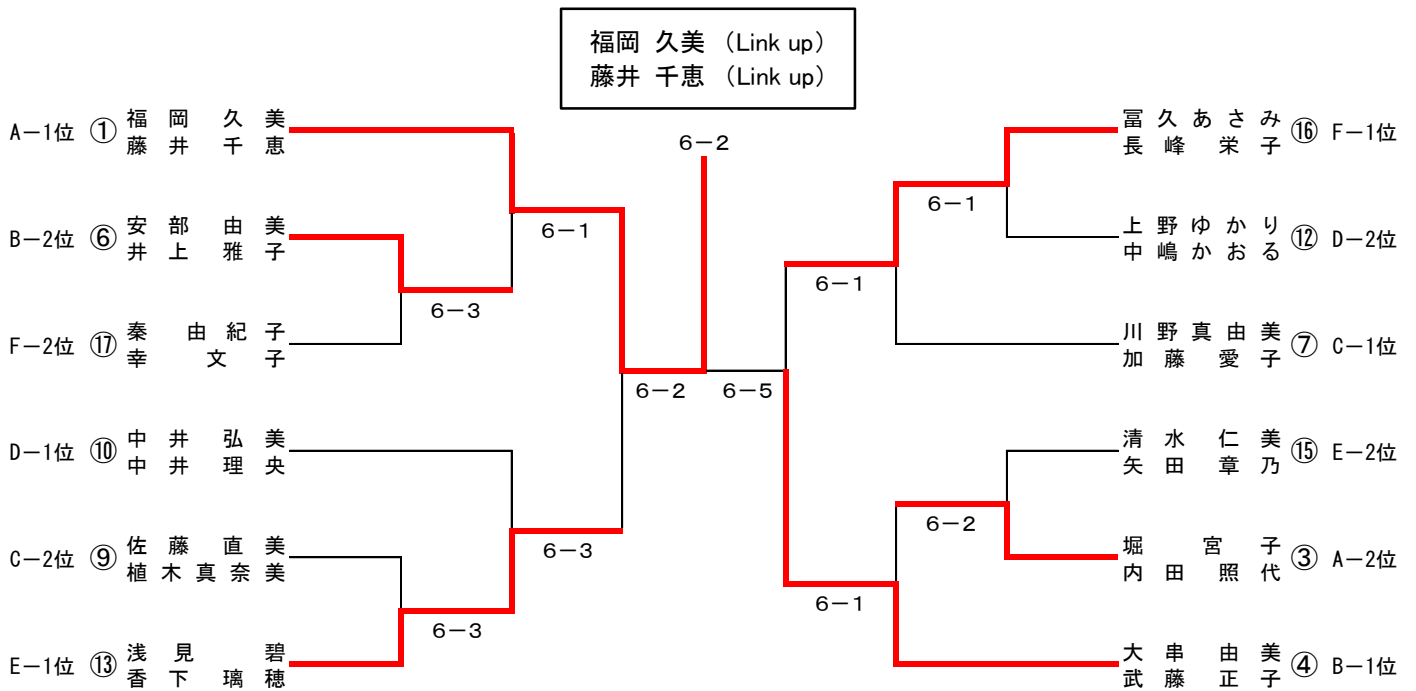 福岡 久美 (Link up)
藤井 千恵 (Link up)
6－2
A－1位 ① 福岡久美
藤井千恵
6－1
B－2位 ⑥ 安部由美
井上雅子
6－3
F－2位 ⑰ 秦由紀子
幸文子
6－2
D－1位 ⑩ 中井弘美
中井理央
6－3
C－2位 ⑨ 佐藤直美
植木真奈美
6－3
E－1位 ⑬ 浅見碧
香下璃穂
冨久あさみ ⑯ F－1位
長峰栄子
6－1
上野ゆかり ⑫ D－2位
中嶋かおる
6－1
川野真由美 ⑦ C－1位
加藤愛子
6－5
清水仁美 ⑮ E－2位
矢田章乃
6－2
堀宮子 ③ A－2位
内田照代
6－1
大串由美 ④ B－1位
武藤正子